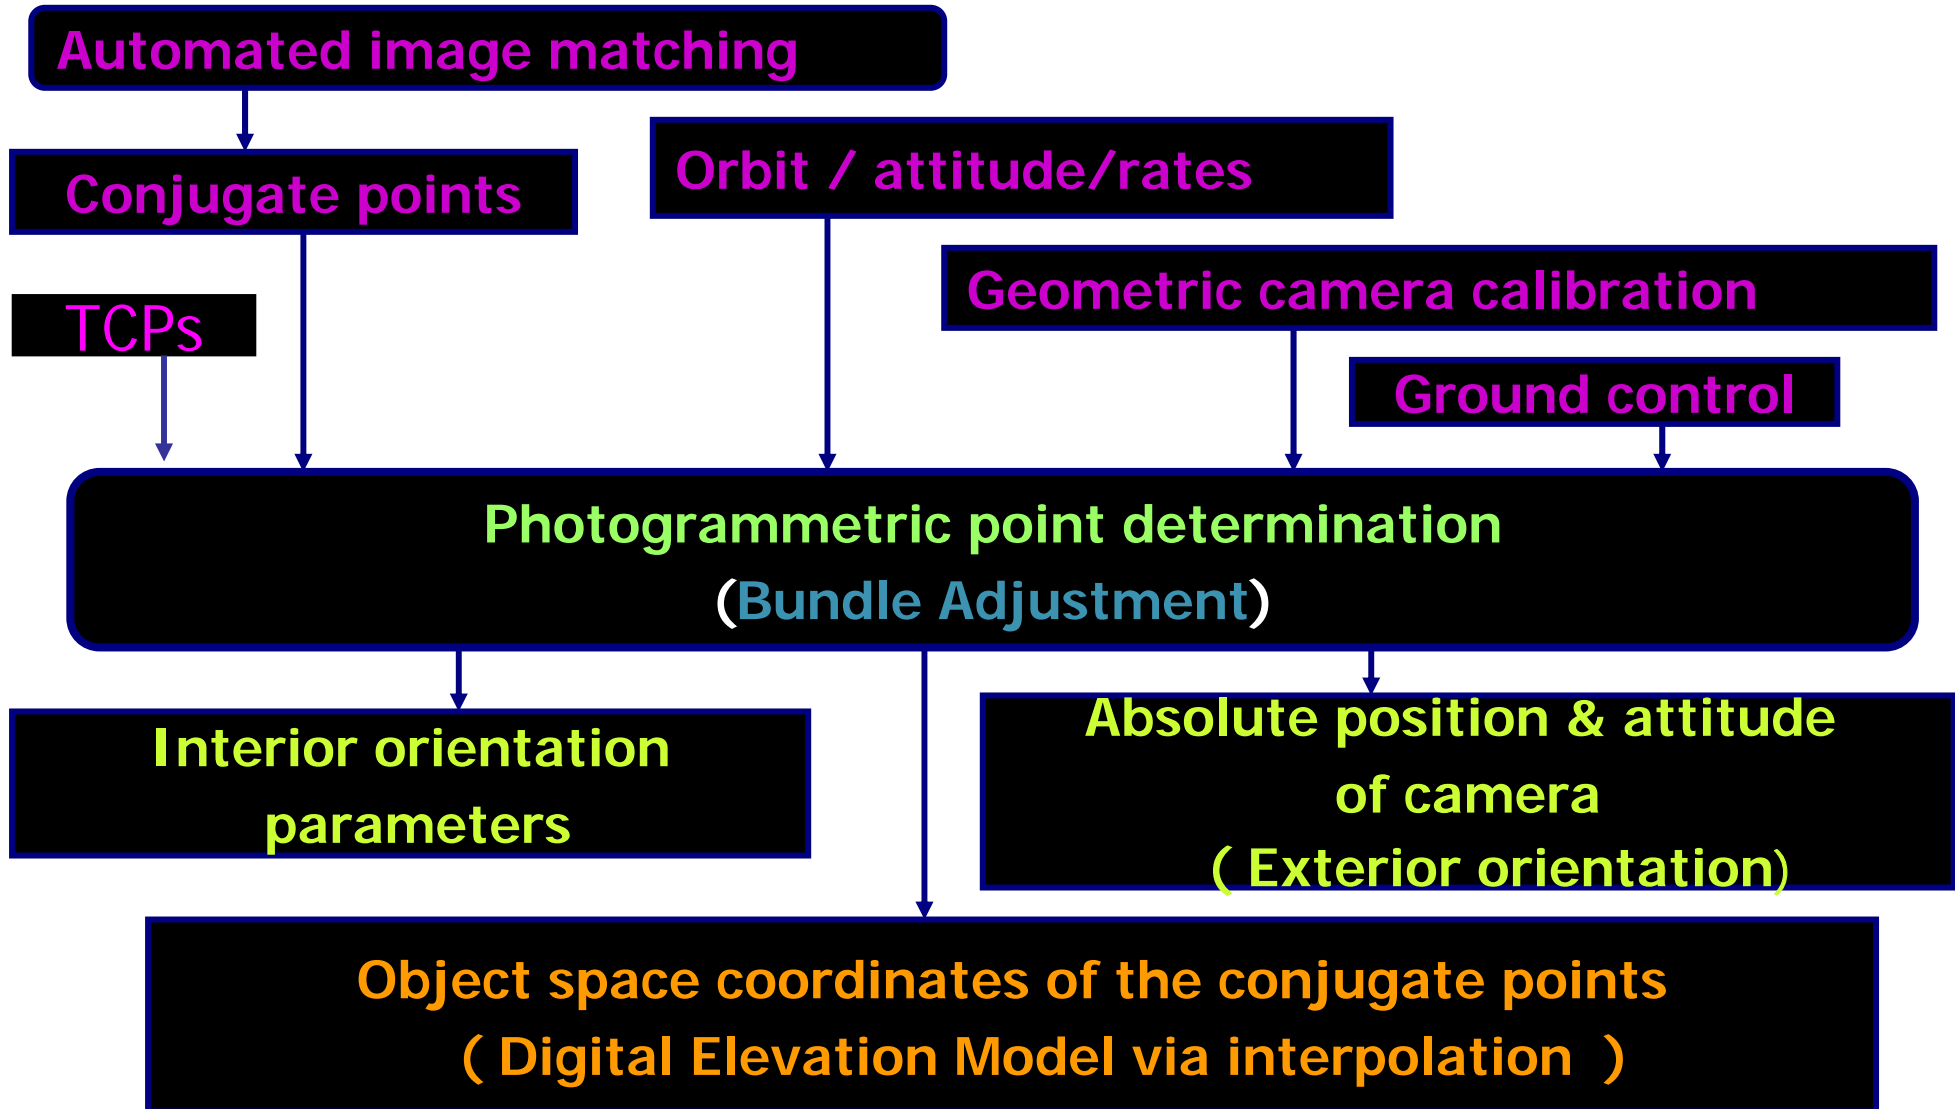 Automated image matching
Conjugate points
Orbit / attitude/rates
Geometric camera calibration
TCPs
Ground control
Photogrammetric point determination
(Bundle Adjustment)
Interior orientation
parameters
Absolute position & attitude
of camera
( Exterior orientation)
Object space coordinates of the conjugate points
( Digital Elevation Model via interpolation )